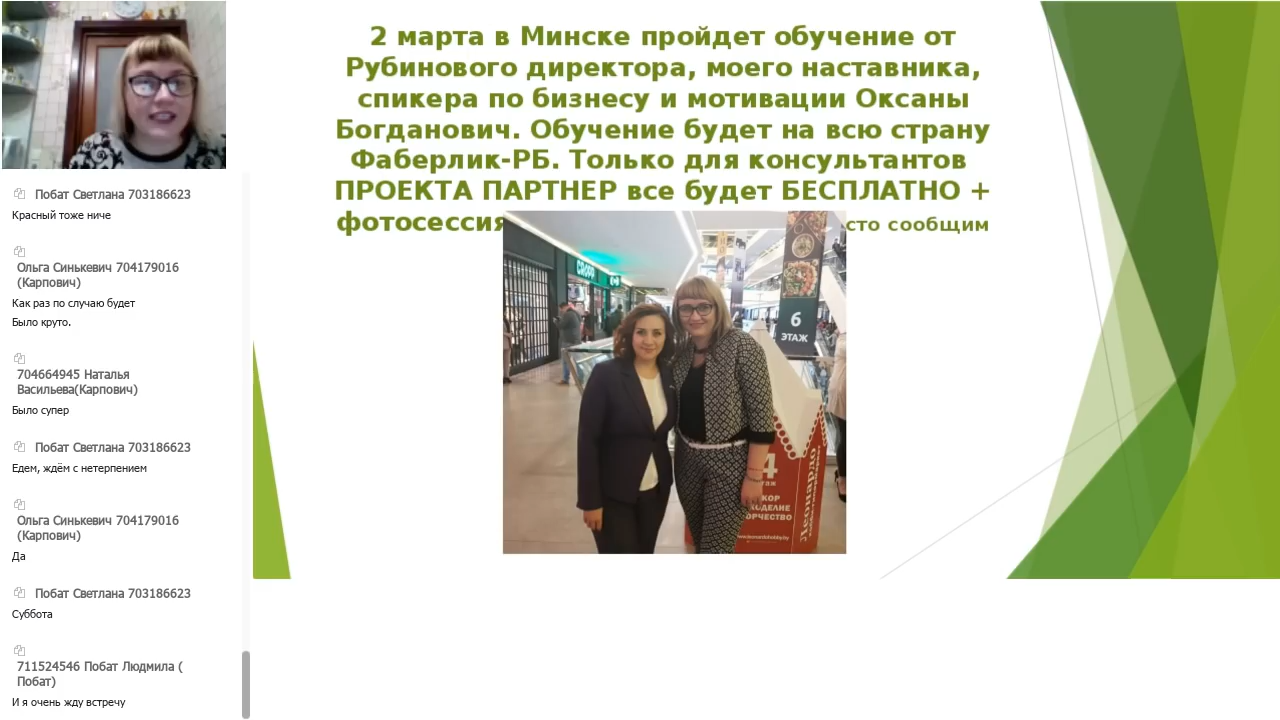 2 марта в Минске пройдет обучение от
Рубинового директора, моего наставника,
спикера по бизнесу и мотивации Оксаны
Богданович. Обучение будет на всю страну
Фаберлик-РБ. Только для консультантов
ПРОЕКТА ПАРТНЕР все будет БЕСПЛАТНО +
фотосессия сто сообщим
Побат Светлана 703186623
Красный тоже ниче
Ольга Синькевич 704179016
(Карпович)
Как раз по случаю будет
Было круто.
704664945 Наталья
Васильева(Карпович)
Было супер
Побат Светлана 703186623
Едем, ждём с нетерпением
Ольга Синькевич 704179016
(Карпович)
Да
Побат Светлана 703186623
Суббота
711524546 Побат Людмила (
Побат)
И я очень жду встречу
CROPP
6
ЭТАЖ
4
этаж
Леонардо